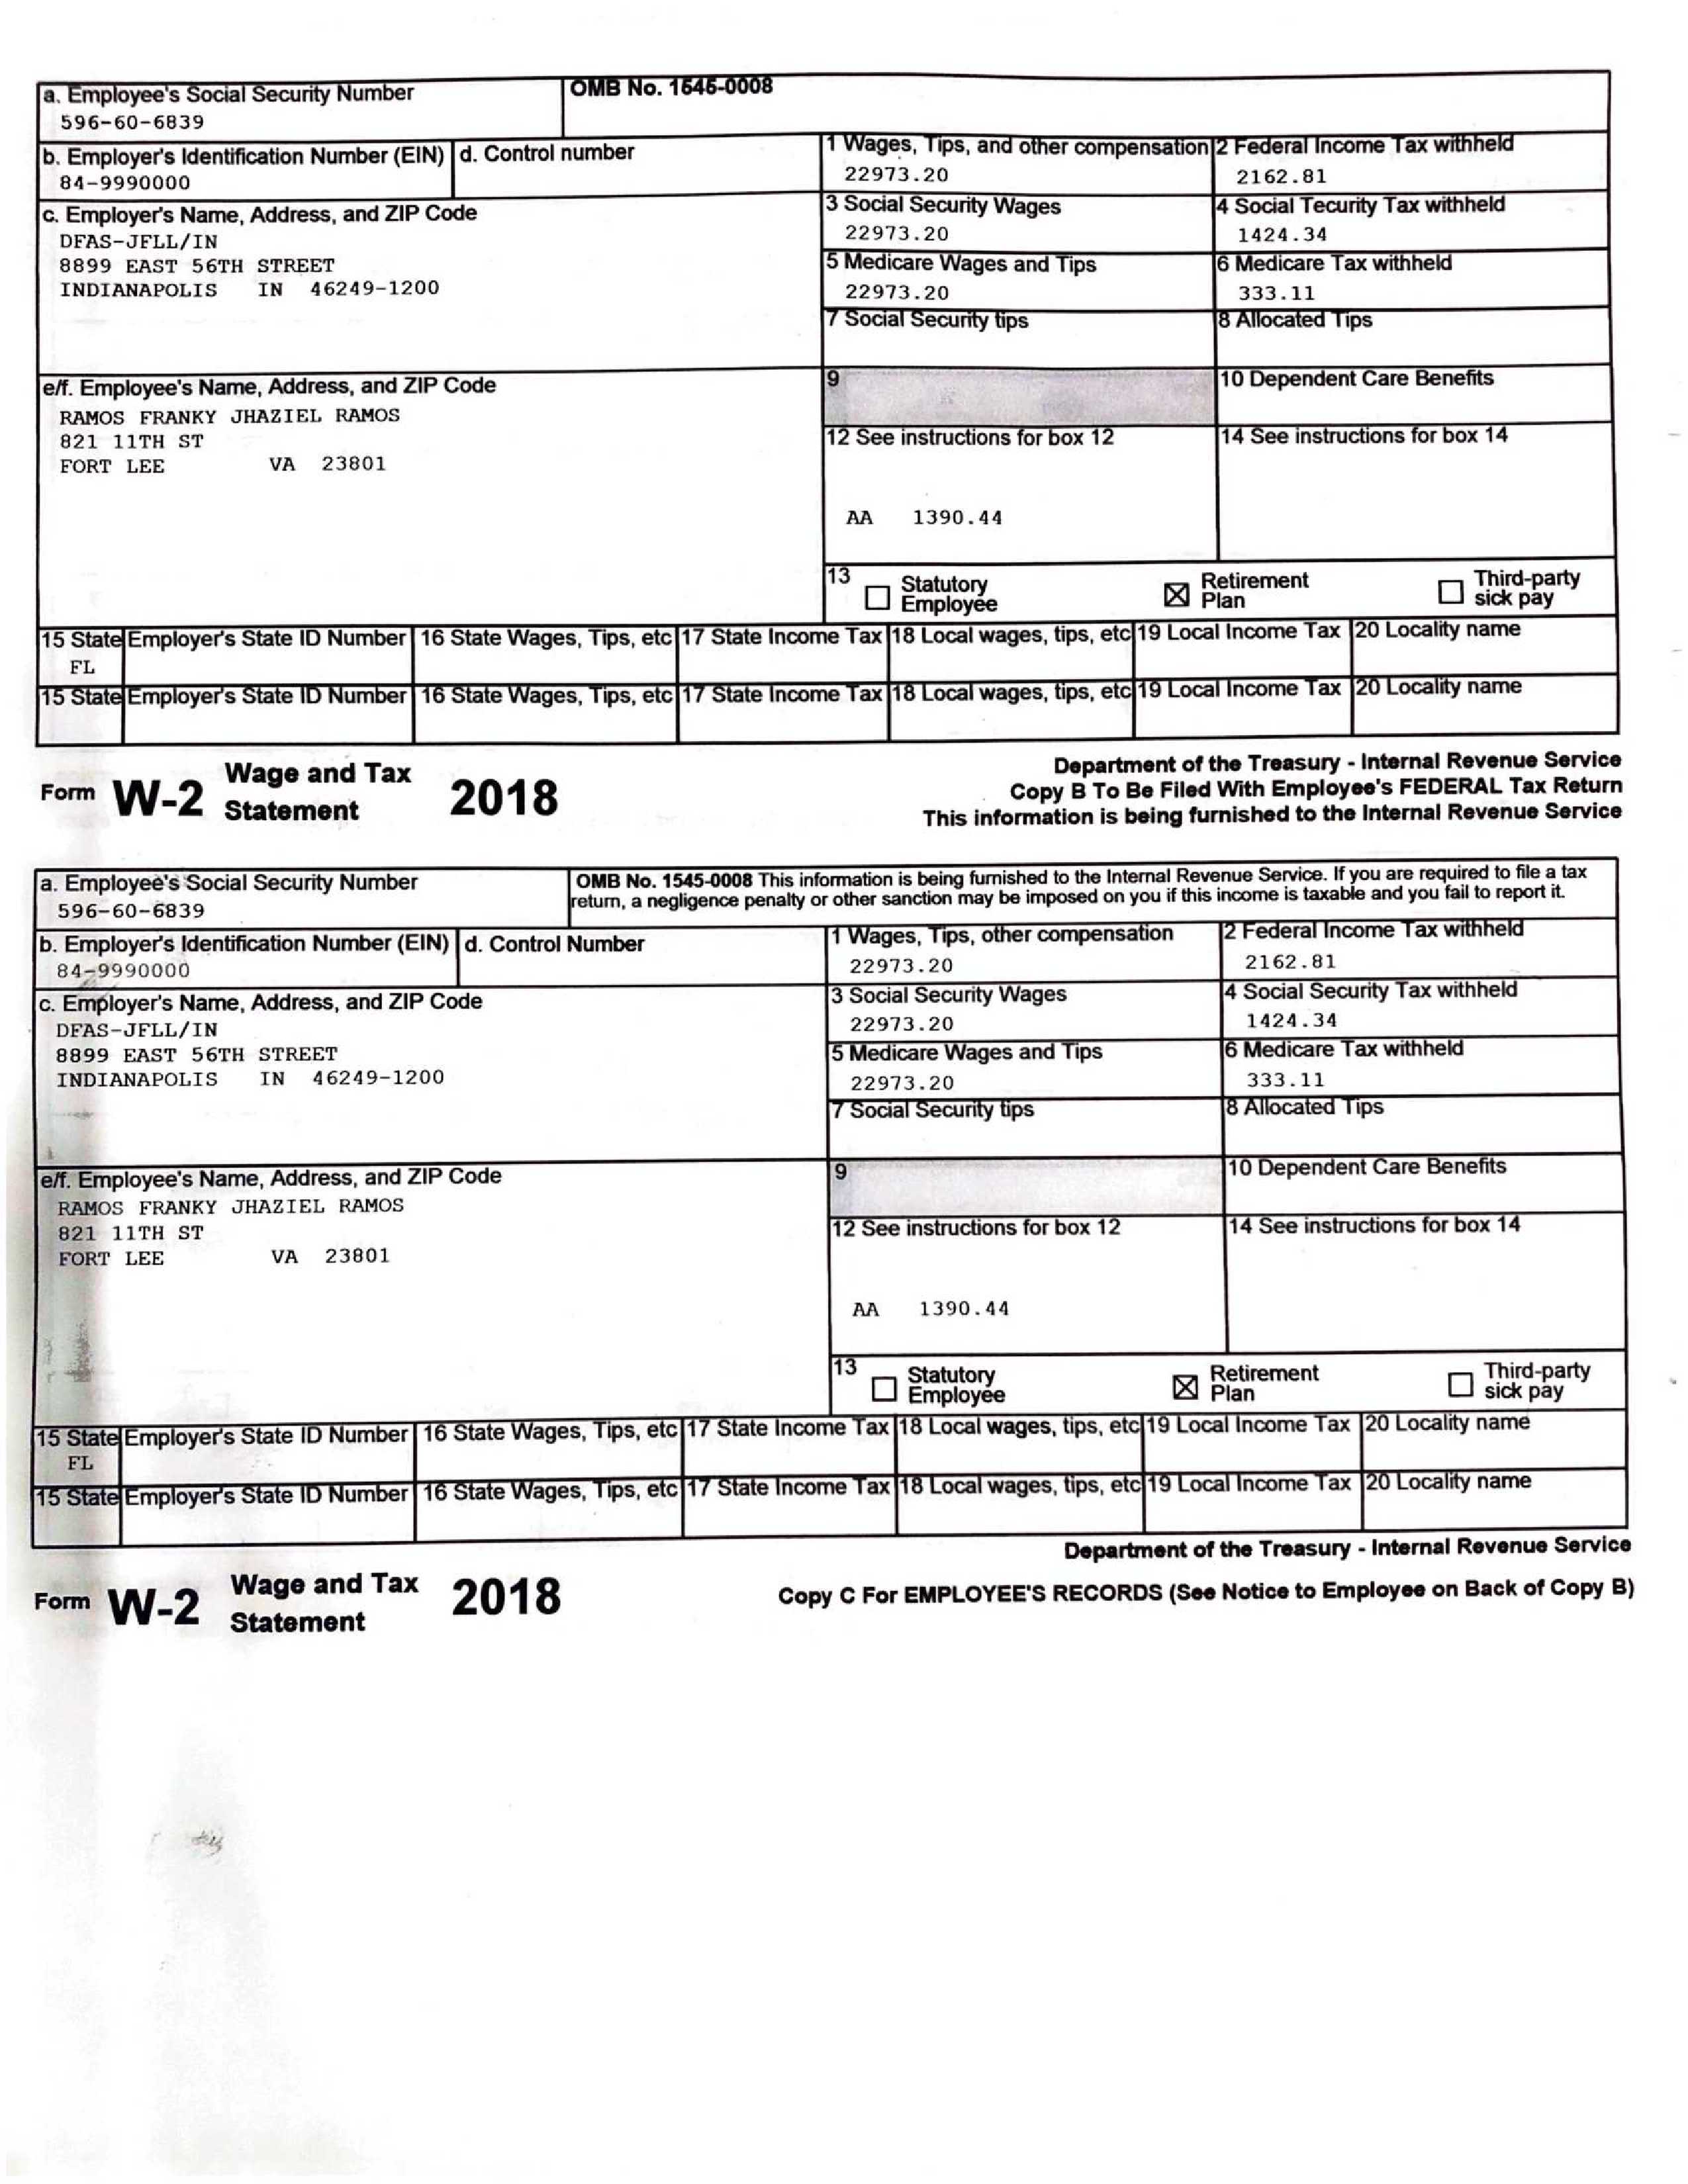 a. Employee's Social Security Number
596-60-6839
OMB No. 1545-0008
b. Employer's Identification Number (EIN)
84-9990000
d. Control number
1 Wages, Tips, and other compensation
22973.20
2 Federal Income Tax withheld
2162.81
c. Employer's Name, Address, and ZIP Code
DFAS-JFLL/IN
8899 EAST 56TH STREET
INDIANAPOLIS IN 46249-1200
3 Social Security Wages
22973.20
4 Social Tecurity Tax withheld
1424.34
5 Medicare Wages and Tips
22973.20
6 Medicare Tax withheld
333.11
7 Social Security tips
8 Allocated Tips
e/f. Employee's Name, Address, and ZIP Code
RAMOS FRANKY JHAZIEL RAMOS
821 11TH ST
FORT LEE VA 23801
9
10 Dependent Care Benefits
12 See instructions for box 12
AA 1390.44
14 See instructions for box 14
13
Statutory
Employee
Retirement
Plan
Third-party
sick pay
15 State Employer's State ID Number 16 State Wages, Tips, etc 17 State Income Tax 18 Local wages, tips, etc 19 Local Income Tax 20 Locality name
FL
15 State Employer's State ID Number 16 State Wages, Tips, etc 17 State Income Tax 18 Local wages, tips, etc 19 Local Income Tax 20 Locality name
Form W-2 Wage and Tax
Statement
2018
Department of the Treasury - Internal Revenue Service
Copy B To Be Filed With Employee's FEDERAL Tax Return
This information is being furnished to the Internal Revenue Service
a. Employee's Social Security Number
596-60-6839
OMB No. 1545-0008 This information is being furnished to the Internal Revenue Service. If you are required to file a tax
return, a negligence penalty or other sanction may be imposed on you if this income is taxable and you fail to report it.
b. Employer's Identification Number (EIN)
84-9990000
d. Control Number
1 Wages, Tips, other compensation
22973.20
2 Federal Income Tax withheld
2162.81
c. Employer's Name, Address, and ZIP Code
DFAS-JFLL/IN
8899 EAST 56TH STREET
INDIANAPOLIS IN 46249-1200
3 Social Security Wages
22973.20
4 Social Security Tax withheld
1424.34
5 Medicare Wages and Tips
22973.20
6 Medicare Tax withheld
333.11
7 Social Security tips
8 Allocated Tips
e/f. Employee's Name, Address, and ZIP Code
RAMOS FRANKY JHAZIEL RAMOS
821 11TH ST
FORT LEE VA 23801
9
10 Dependent Care Benefits
12 See instructions for box 12
AA 1390.44
14 See instructions for box 14
13
Statutory
Employee
Retirement
Plan
Third-party
sick pay
15 State Employer's State ID Number 16 State Wages, Tips, etc 17 State Income Tax 18 Local wages, tips, etc 19 Local Income Tax 20 Locality name
FL
15 State Employer's State ID Number 16 State Wages, Tips, etc 17 State Income Tax 18 Local wages, tips, etc 19 Local Income Tax 20 Locality name
Department of the Treasury - Internal Revenue Service
Form W-2 Wage and Tax
Statement
2018
Copy C For EMPLOYEE'S RECORDS (See Notice to Employee on Back of Copy B)